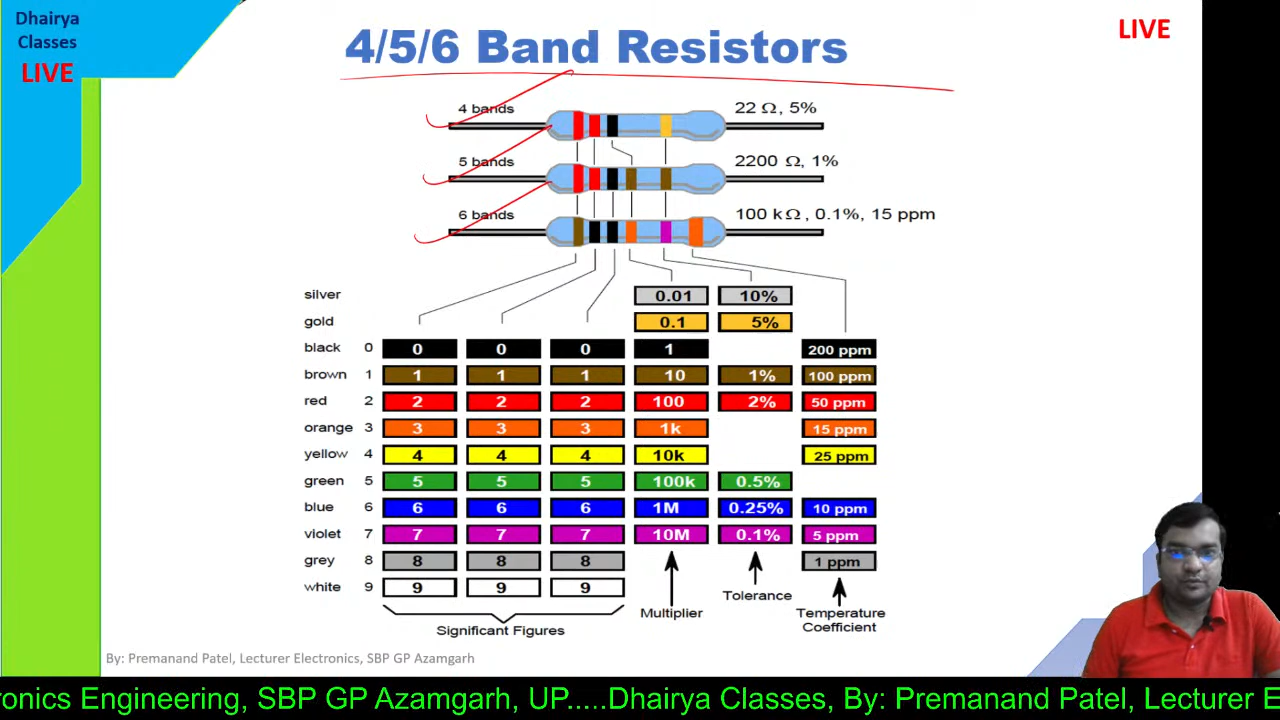 Dhairya
Classes
LIVE
4/5/6 Band Resistors
LIVE
4 bands
22 Ω, 5%
5 bands
2200 Ω, 1%
6 bands
100 kΩ, 0.1%, 15 ppm
silver 0.01 10%
gold 0.1 5%
black 0 0 0 0 1 200 ppm
brown 1 1 1 1 10 1% 100 ppm
red 2 2 2 2 100 2% 50 ppm
orange 3 3 3 3 1k 15 ppm
yellow 4 4 4 4 10k 25 ppm
green 5 5 5 5 100k 0.5%
blue 6 6 6 6 1M 0.25% 10 ppm
violet 7 7 7 7 10M 0.1% 5 ppm
grey 8 8 8 8 1 ppm
white 9 9 9 9
Significant Figures
Multiplier
Tolerance
Temperature
Coefficient
By: Premanand Patel, Lecturer Electronics, SBP GP Azamgarh
ronics Engineering, SBP GP Azamgarh, UP.....Dhairya Classes, By: Premanand Patel, Lecturer E